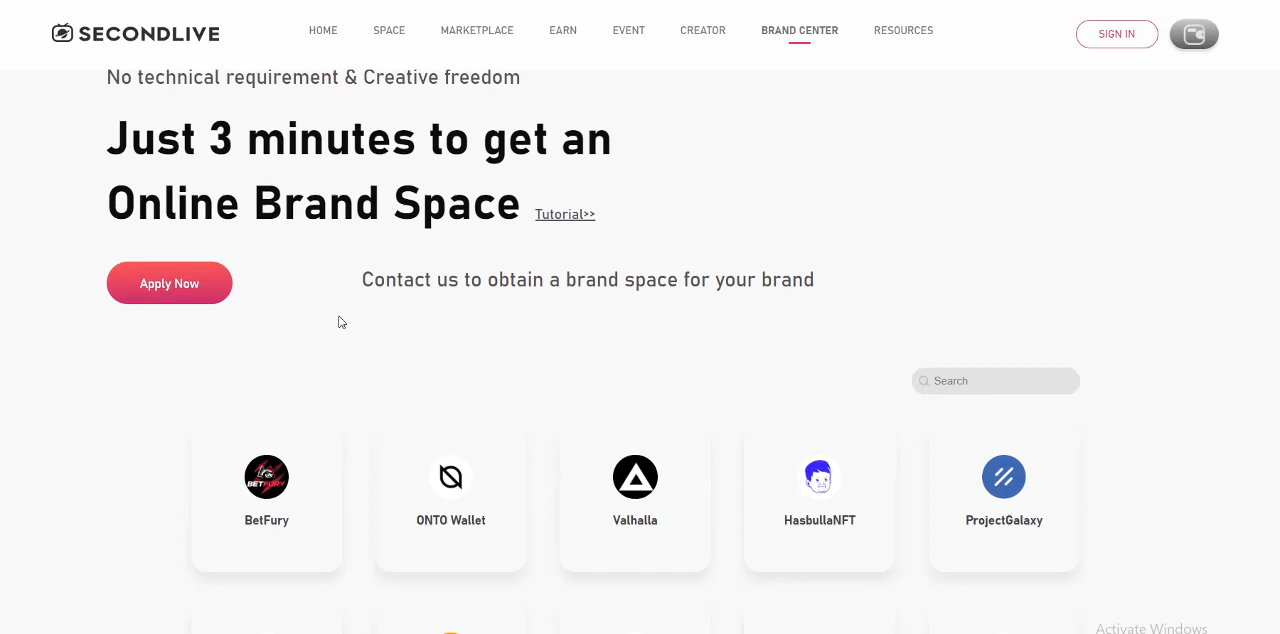 SECONDLIVE
HOME SPACE MARKETPLACE EARN EVENT CREATOR BRAND CENTER RESOURCES
SIGN IN
No technical requirement & Creative freedom
Just 3 minutes to get an
Online Brand Space Tutorial>>
Apply Now
Contact us to obtain a brand space for your brand
Search
BETFURY
BetFury ONTO Wallet Valhalla HasbullaNFT ProjectGalaxy
Activate Windows